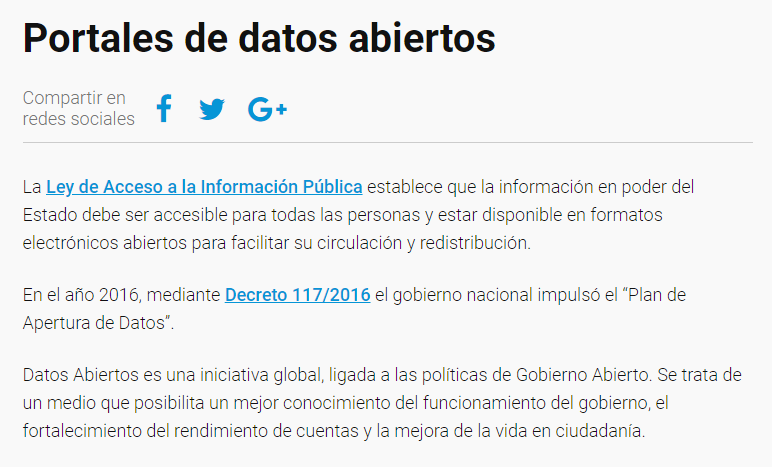 Portales de datos abiertos
Compartir en
redes sociales
La Ley de Acceso a la Información Pública establece que la información en poder del
Estado debe ser accesible para todas las personas y estar disponible en formatos
electrónicos abiertos para facilitar su circulación y redistribución.
En el año 2016, mediante Decreto 117/2016 el gobierno nacional impulsó el “Plan de
Apertura de Datos”.
Datos Abiertos es una iniciativa global, ligada a las políticas de Gobierno Abierto. Se trata de
un medio que posibilita un mejor conocimiento del funcionamiento del gobierno, el
fortalecimiento del rendimiento de cuentas y la mejora de la vida en ciudadanía.